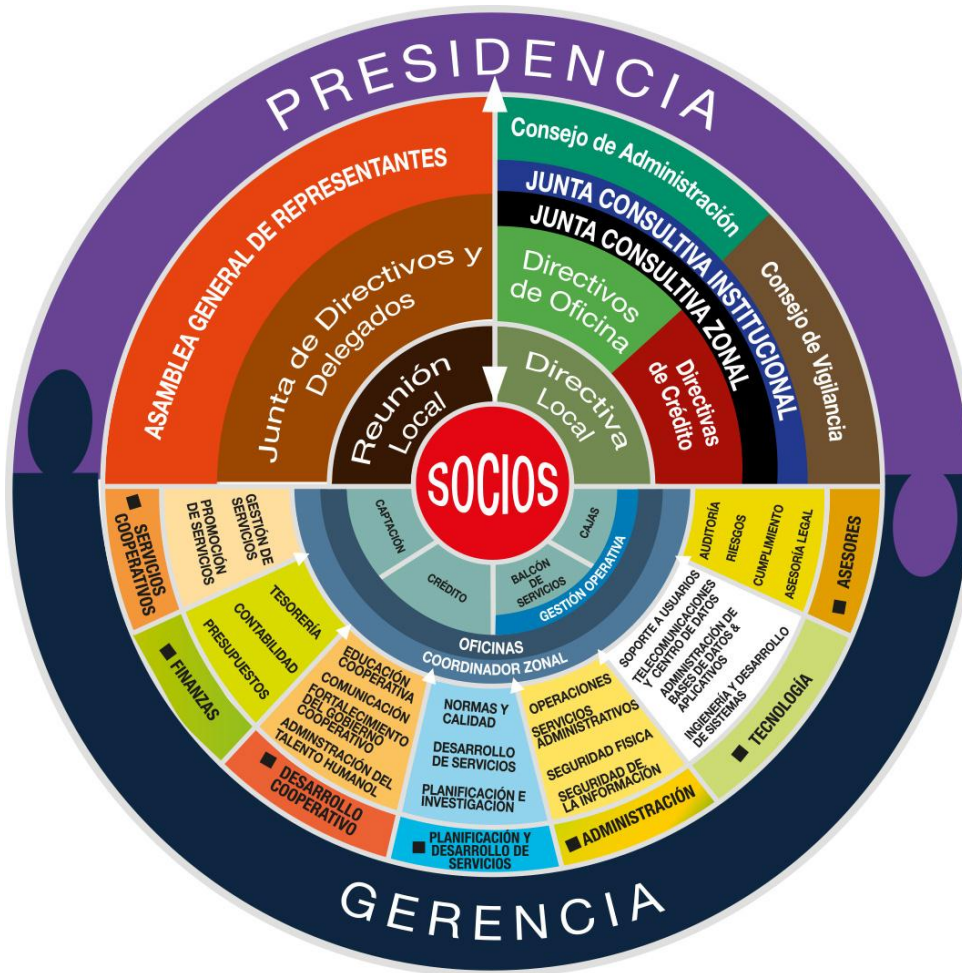 PRESIDENCIA
ASAMBLEA GENERAL DE REPRESENTANTES
Junta de Directivos y
Delegados
Reunión
Local
Consejo de Administración
JUNTA CONSULTIVA INSTITUCIONAL
JUNTA CONSULTIVA ZONAL
Directivos
de Oficina
Directiva
Local
Directivas
de Crédito
Consejo de Vigilancia
SOCIOS
CAPTACIÓN
CRÉDITO
BALCÓN
DE
SERVICIOS
CAJAS
GESTIÓN OPERATIVA
OFICINAS
COORDINADOR ZONAL
SERVICIOS
COOPERATIVOS
GESTIÓN DE
SERVICIOS
PROMOCIÓN
DE SERVICIOS
FINANZAS
TESORERÍA
CONTABILIDAD
PRESUPUESTOS
DESARROLLO
COOPERATIVO
EDUCACIÓN
COOPERATIVA
COMUNICACIÓN
FORTALECIMIENTO
DEL GOBIERNO
COOPERATIVO
ADMINSTRACIÓN DEL
TALENTO HUMANOL
PLANIFICACIÓN Y
DESARROLLO DE
SERVICIOS
NORMAS Y
CALIDAD
DESARROLLO
DE SERVICIOS
PLANIFICACIÓN E
INVESTIGACIÓN
ADMINISTRACIÓN
OPERACIONES
SERVICIOS
ADMINISTRATIVOS
SEGURIDAD FISICA
SEGURIDAD DE
LA INFORMACIÓN
TECNOLOGÍA
SOPORTE A USUARIOS
TELECOMUNICACIONES
Y CENTRO DE DATOS
ADMINISTRACIÓN DE
BASES DE DATOS &
APLICATIVOS
INGIENERÍA Y DESARROLLO
DE SISTEMAS
ASESORES
AUDITORÍA
RIESGOS
CUMPLIMIENTO
ASESORÍA LEGAL
GERENCIA